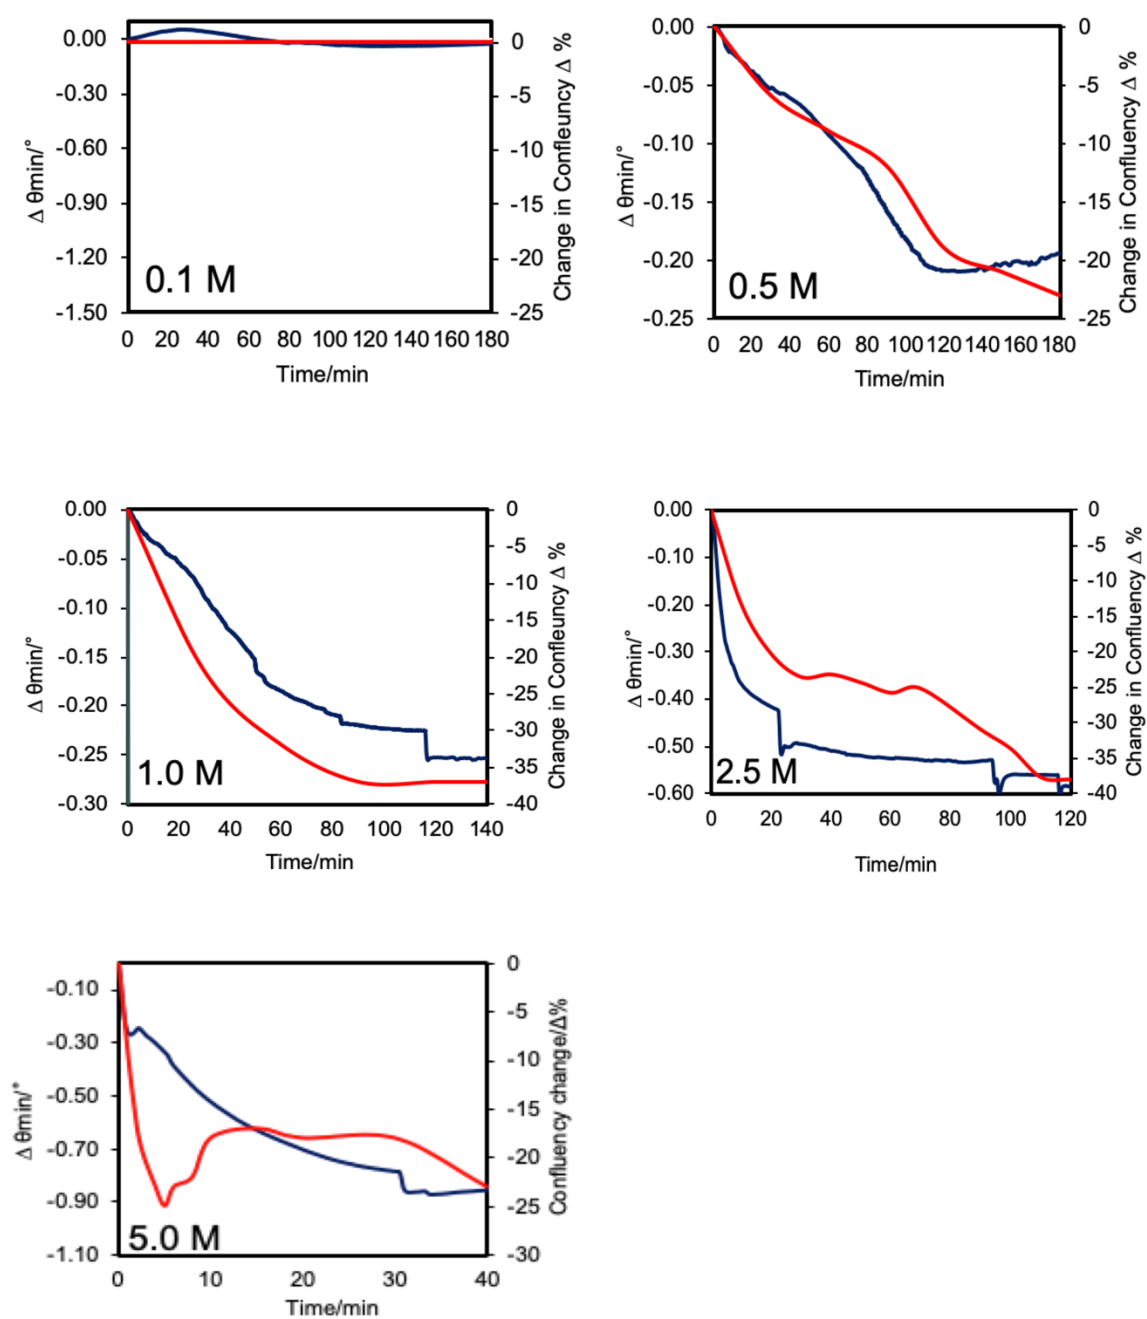 0.00
-0.30
-0.60
-0.90
-1.20
-1.50
Δ θmin/°
0
-5
-10
-15
-20
-25
Change in Confleuncy Δ %
0.1 M
0 20 40 60 80 100 120 140 160 180
Time/min
0.00
-0.05
-0.10
-0.15
-0.20
-0.25
Δ θmin/°
0
-5
-10
-15
-20
-25
Change in Confluency Δ %
0.5 M
0 20 40 60 80 100 120 140 160 180
Time/min
0.00
-0.05
-0.10
-0.15
-0.20
-0.25
-0.30
Δ θmin/°
0
-5
-10
-15
-20
-25
-30
-35
-40
Change in Confleuncy Δ %
1.0 M
0 20 40 60 80 100 120 140
Time/min
0.00
-0.10
-0.20
-0.30
-0.40
-0.50
-0.60
Δ θmin/°
0
-5
-10
-15
-20
-25
-30
-35
-40
Change in Confluency Δ %
2.5 M
0 20 40 60 80 100 120
Time/min
-0.10
-0.30
-0.50
-0.70
-0.90
-1.10
Δ θmin/°
0
-5
-10
-15
-20
-25
-30
Confluency change/Δ%
5.0 M
0 10 20 30 40
Time/min